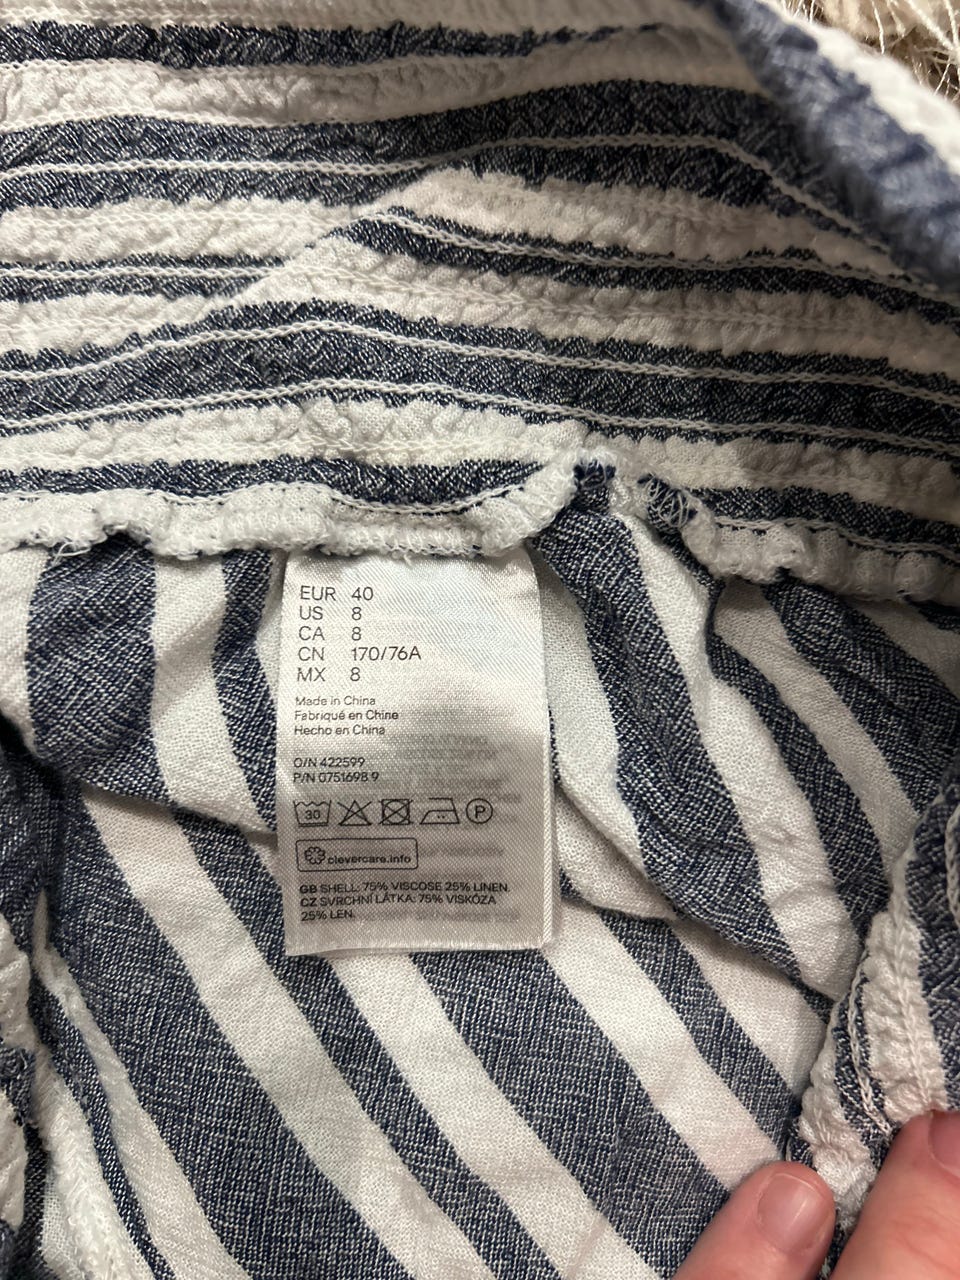 EUR 40
US 8
CA 8
CN 170/76A
MX 8
Made in China
Fabriqué en Chine
Hecho en China
O/N 422599
P/N 0751698 9
30 P
clevercare.info
GB SHELL: 75% VISCOSE 25% LINEN.
CZ SVRCHNÍ LÁTKA: 75% VISKÓZA
25% LEN.